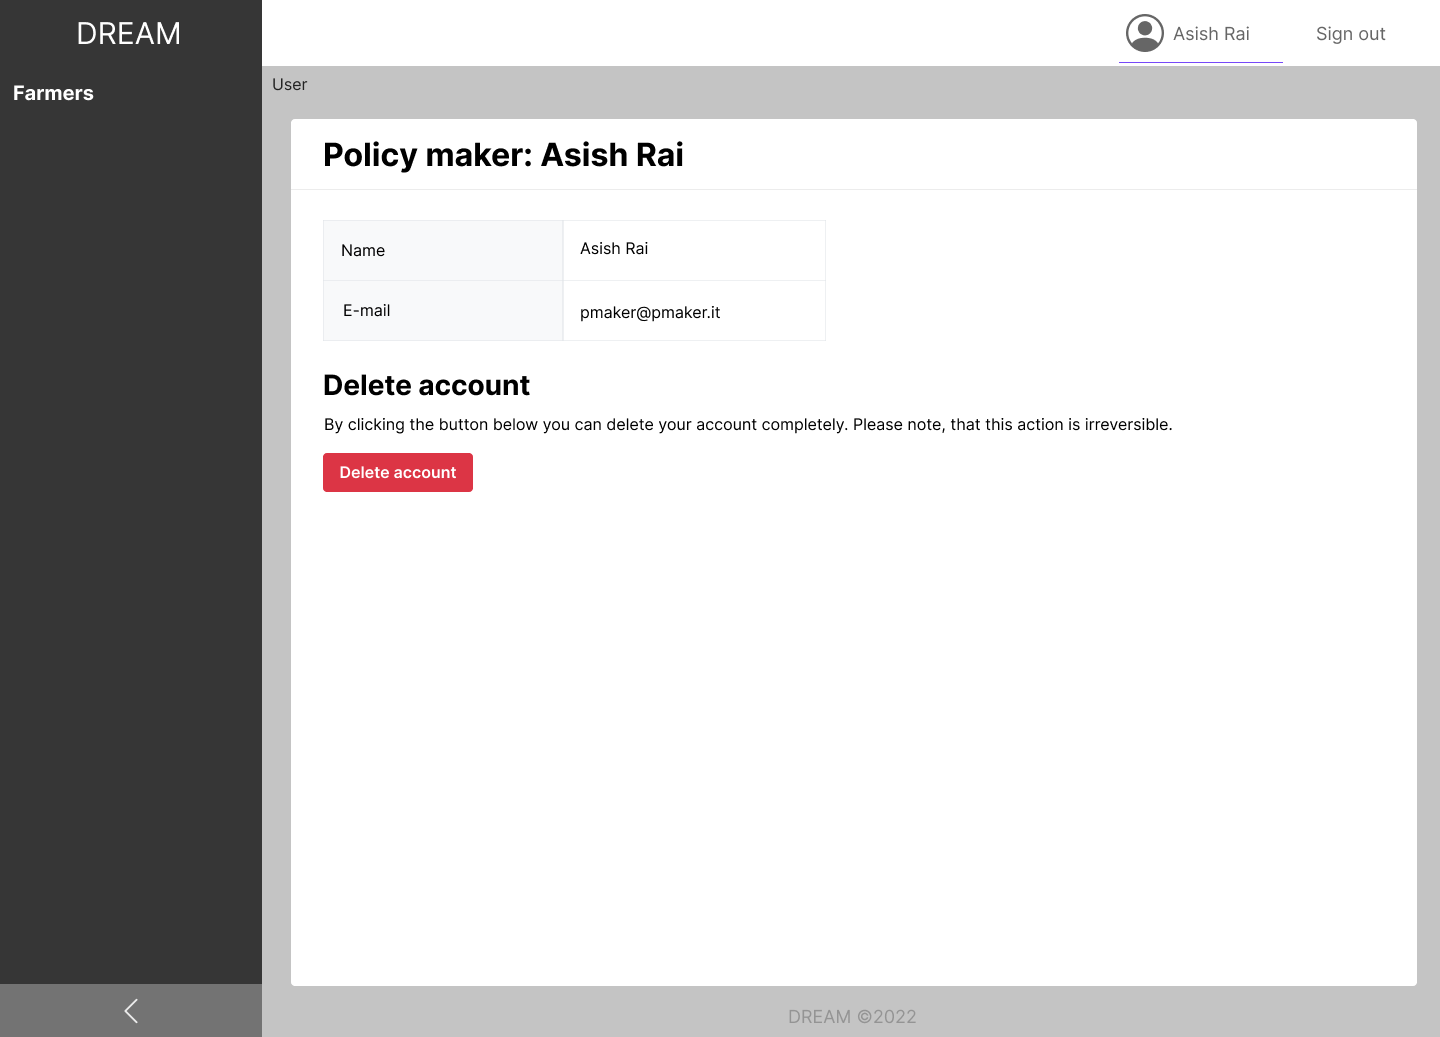 DREAM
Asish Rai
Sign out
Farmers
User
Policy maker: Asish Rai
Name
Asish Rai
E-mail
pmaker@pmaker.it
Delete account
By clicking the button below you can delete your account completely. Please note, that this action is irreversible.
Delete account
DREAM ©2022